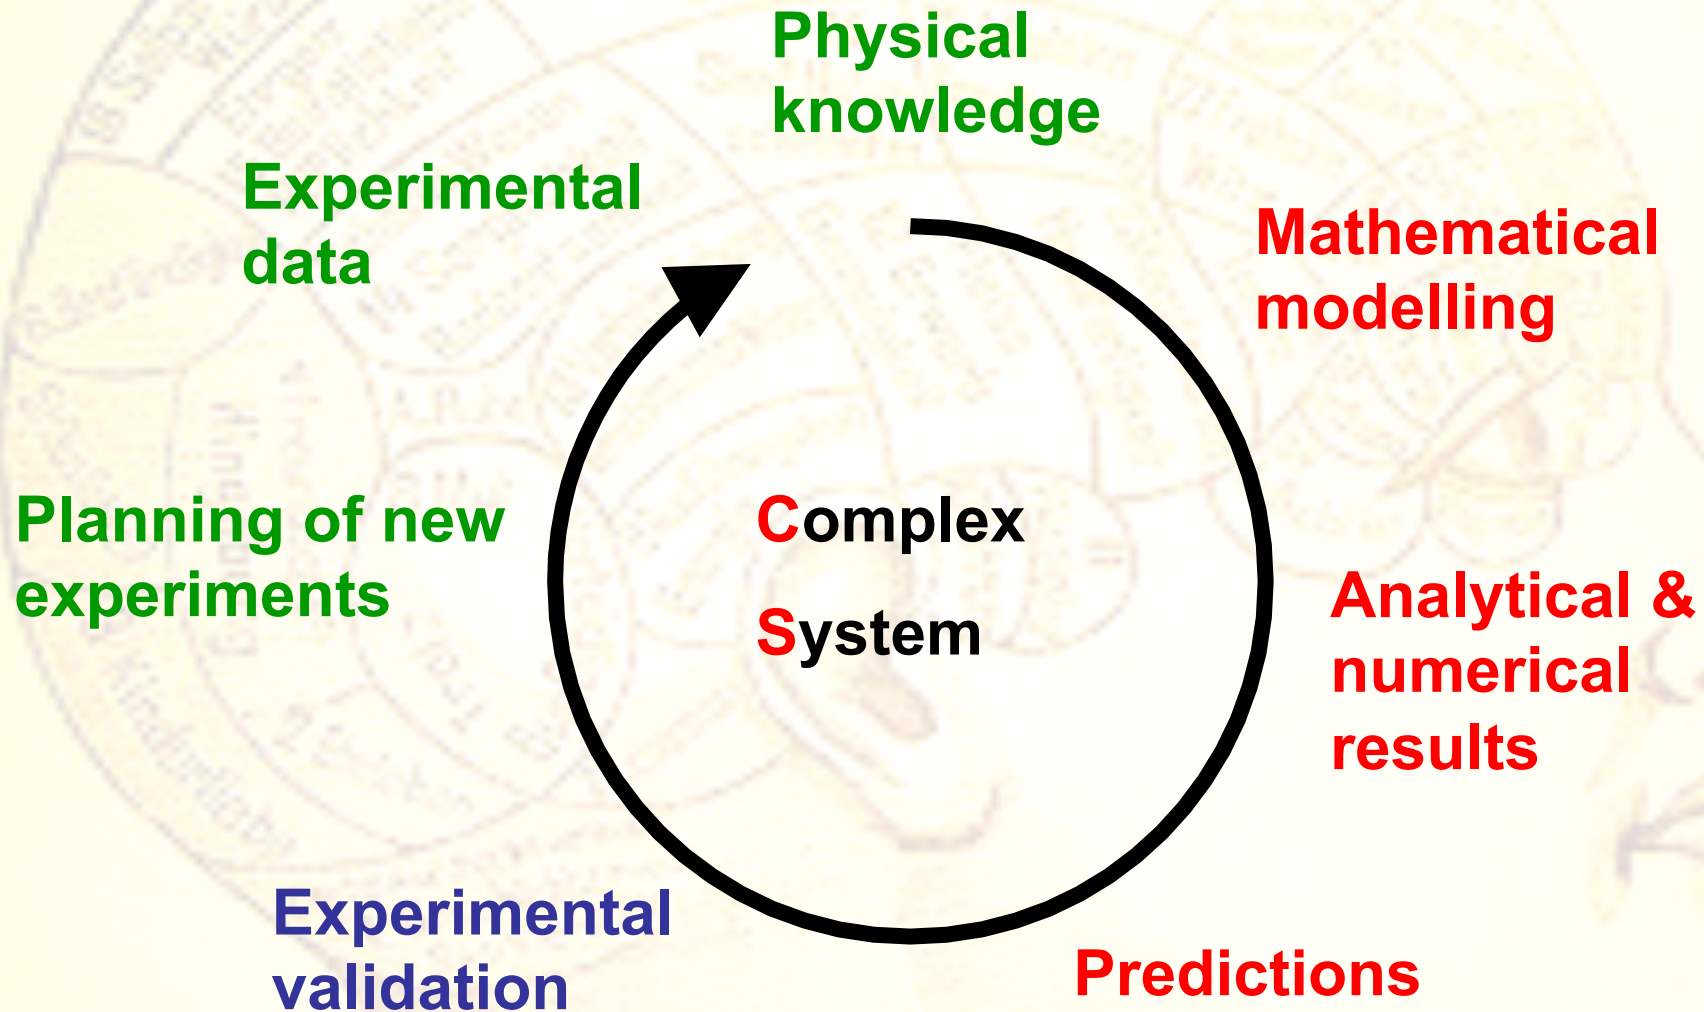 Physical
knowledge
Experimental
data
Mathematical
modelling
Planning of new
experiments
Complex
System
Analytical &
numerical
results
Experimental
validation
Predictions